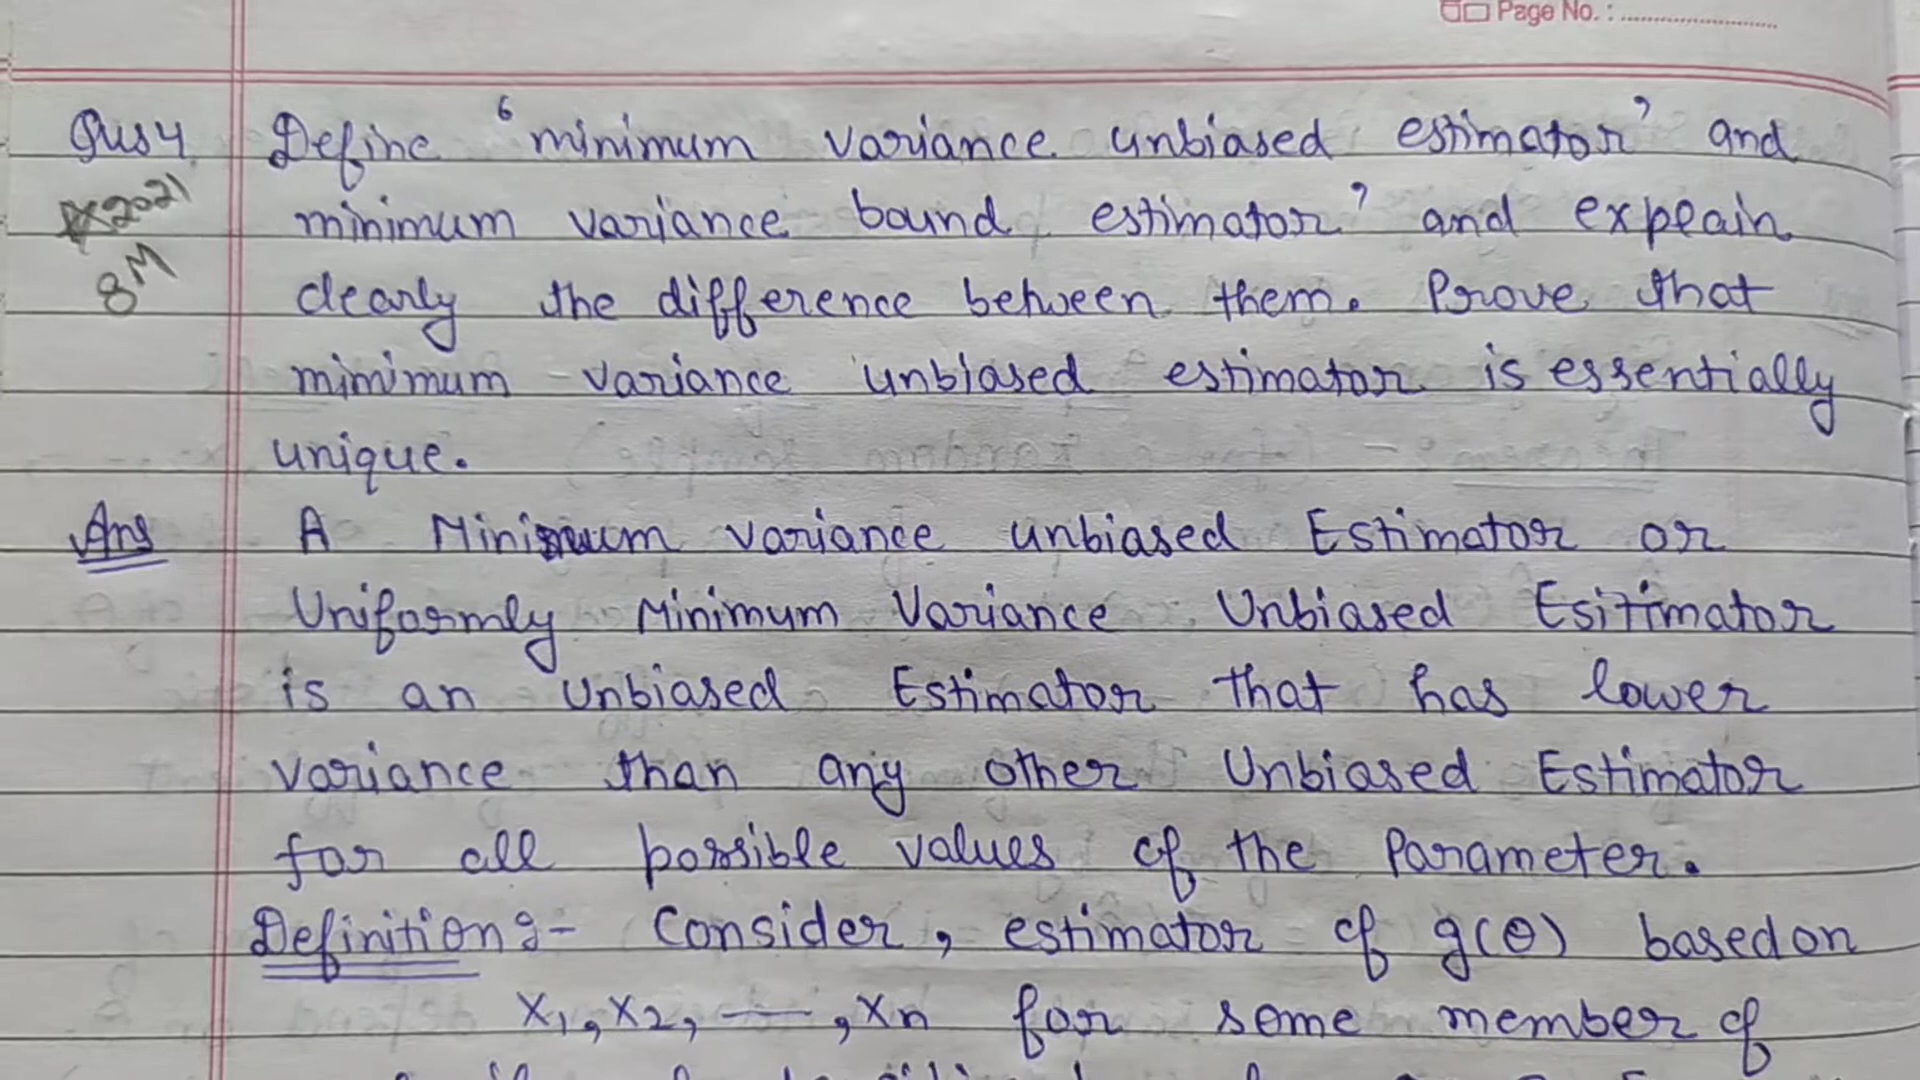 Page No. :
Qus4. Define ‘minimum variance unbiased estimator’ and
2021 minimum variance bound estimator’ and explain
8M clearly the difference between them. Prove that
minimum variance unbiased estimator is essentially
unique.
Ans A Minimum variance unbiased Estimator or
Uniformly Minimum Variance Unbiased Esitimator
is an Unbiased Estimator that has lower
variance than any other Unbiased Estimator
for all possible values of the Parameter.
Definition:- Consider, estimator of g(θ) based on
X1, X2, —, Xn for some member of